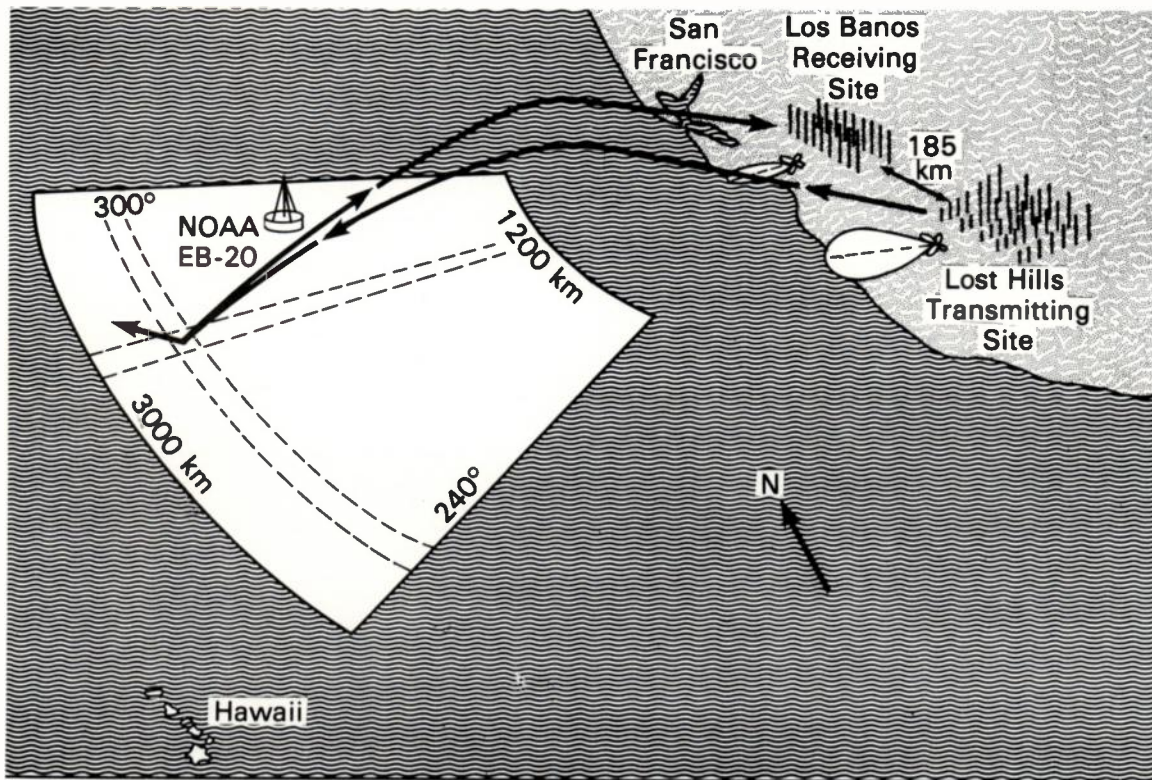 San
Francisco
Los Banos
Receiving
Site
185
km
300°
NOAA
EB-20
1200 km
Lost Hills
Transmitting
Site
3000 km
240°
N
Hawaii